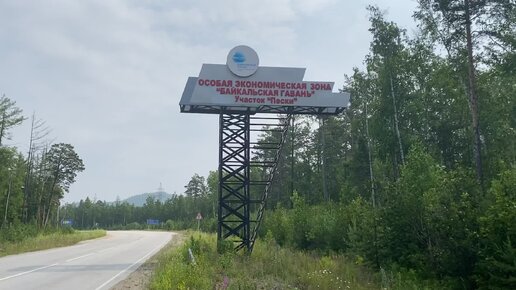 ОСОБАЯ ЭКОНОМИЧЕСКАЯ ЗОНА
"БАЙКАЛЬСКАЯ ГАВАНЬ"
Участок "Пески"